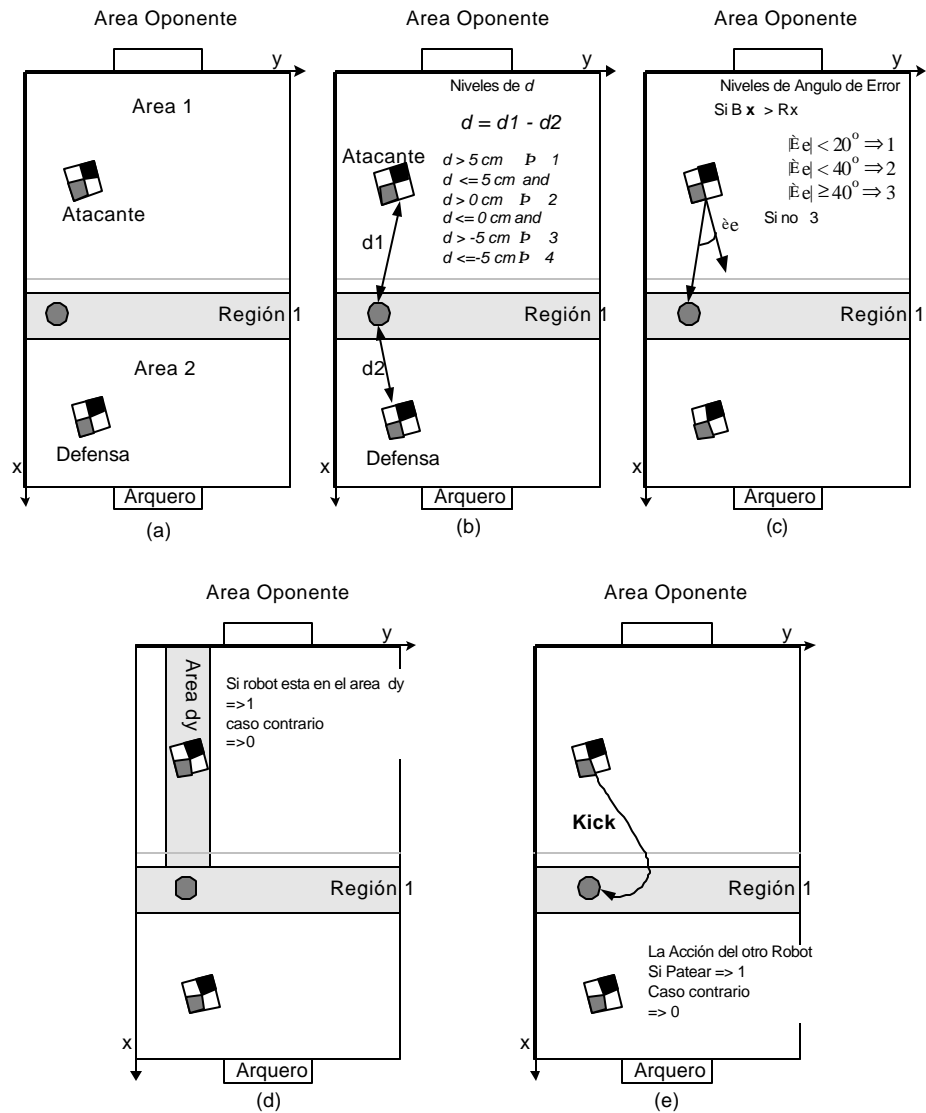 Area Oponente
y
Area 1
Atacante
Región 1
Area 2
Defensa
x
Arquero
(a)
Area Oponente
y
Niveles de d
d = d1 - d2
Atacante
d > 5 cm Þ 1
d <= 5 cm and
d > 0 cm Þ 2
d <= 0 cm and
d > -5 cm Þ 3
d <=-5 cm Þ 4
d1
Región 1
d2
Defensa
x
Arquero
(b)
Area Oponente
y
Niveles de Angulo de Error
Si B x > Rx
|È e| < 20° ⇒ 1
|È e| < 40° ⇒ 2
|È e| ≥ 40° ⇒ 3
Si no 3
èe
Región 1
x
Arquero
(c)
Area Oponente
y
Area dy
Si robot esta en el area dy
=>1
caso contrario
=>0
Región 1
x
Arquero
(d)
Area Oponente
y
Kick
Región 1
La Acción del otro Robot
Si Patear => 1
Caso contrario
=> 0
x
Arquero
(e)